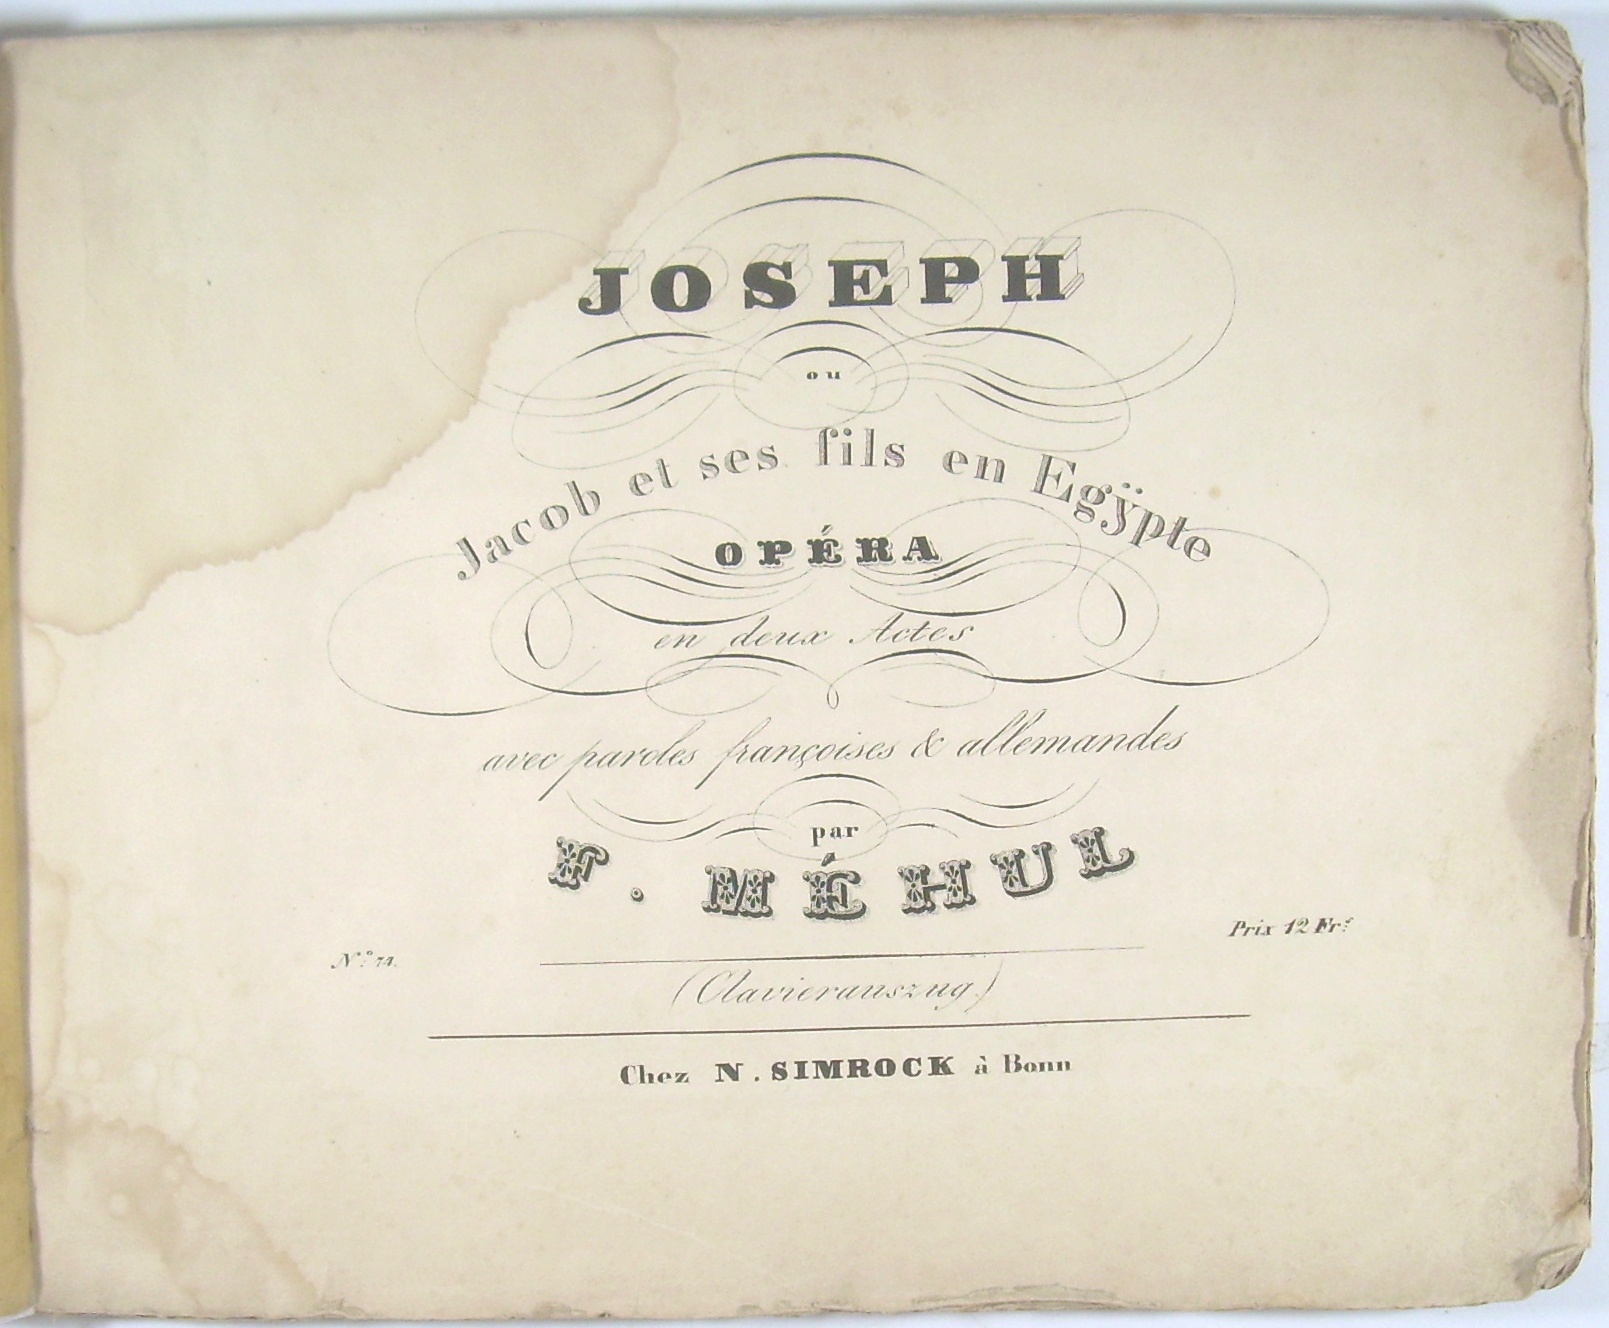 JOSEPH
ou
Jacob et ses fils en Egÿpte
OPÉRA
en deux Actes
avec paroles françoises & allemandes
par
F. MÉHUL
Nº 74.
Prix 12 Frs
(Clavierauszug.)
Chez N. SIMROCK à Bonn